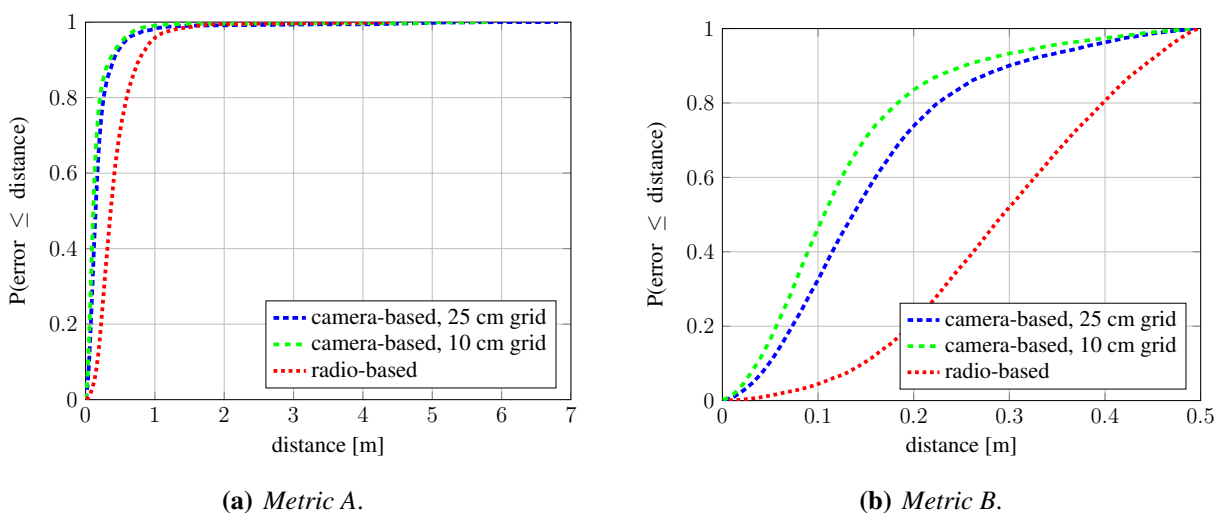 1
0.8
0.6
0.4
0.2
0
P(error ≤ distance)
camera-based, 25 cm grid
camera-based, 10 cm grid
radio-based
0 1 2 3 4 5 6 7
distance [m]
(a) Metric A.
1
0.8
0.6
0.4
0.2
0
P(error ≤ distance)
camera-based, 25 cm grid
camera-based, 10 cm grid
radio-based
0 0.1 0.2 0.3 0.4 0.5
distance [m]
(b) Metric B.